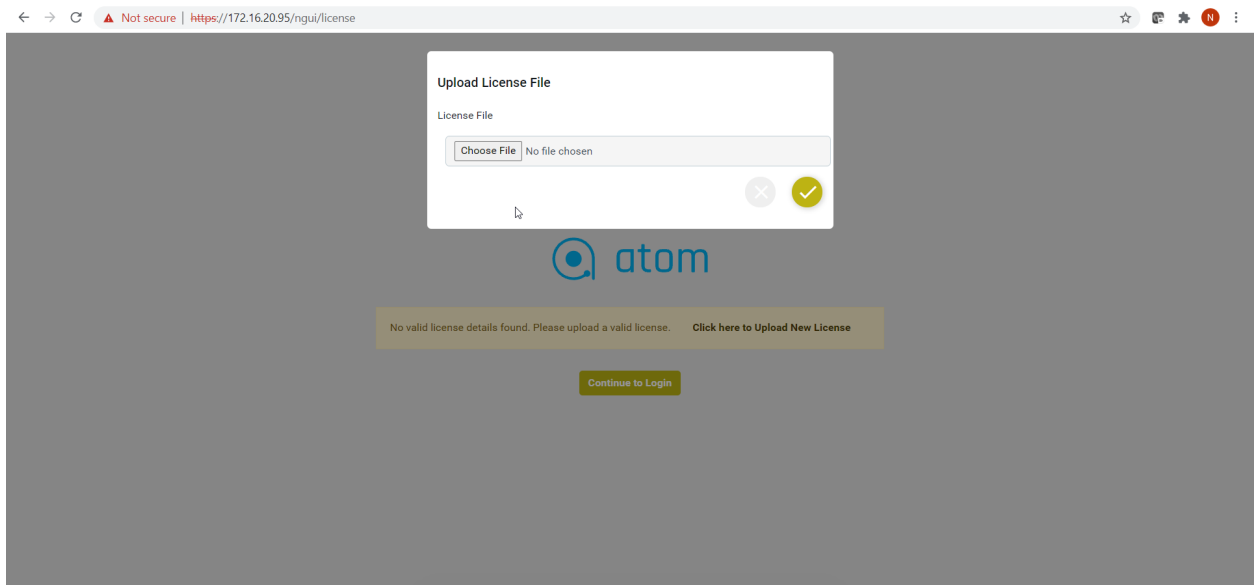 Not secure | https://172.16.20.95/ngui/license
N
Upload License File
License File
Choose File No file chosen
atom
No valid license details found. Please upload a valid license. Click here to Upload New License
Continue to Login